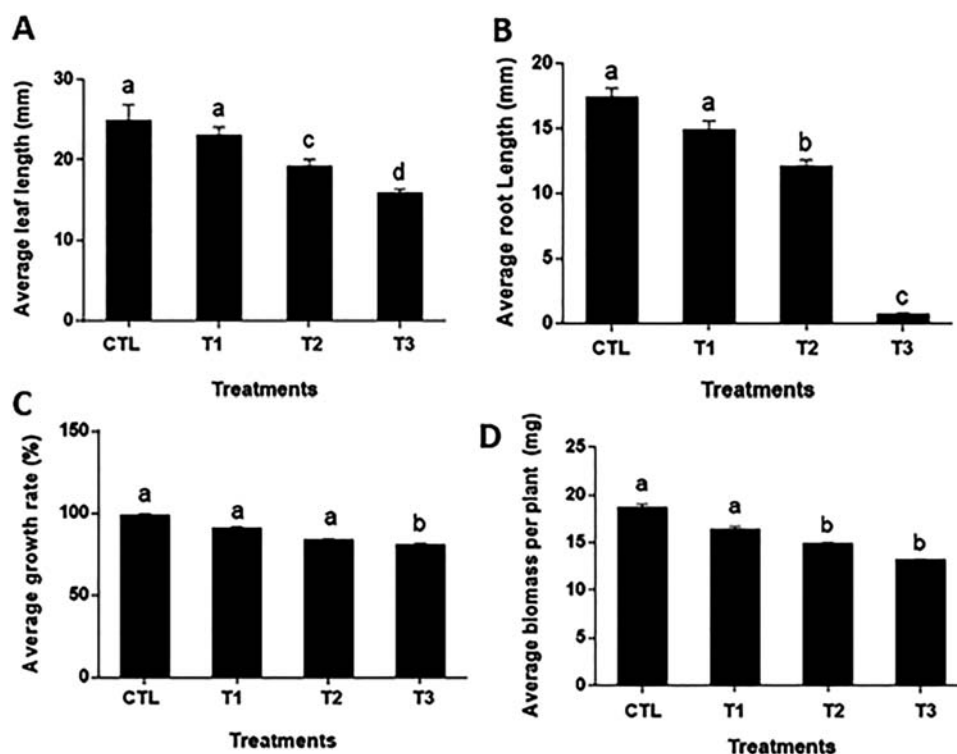 A
Average leaf length (mm)
30
20
10
0
a
a
c
d
CTL T1 T2 T3
Treatments
B
Average root Length (mm)
20
15
10
5
0
a
a
b
c
CTL T1 T2 T3
Treatments
C
Average growth rate (%)
150
100
50
0
a
a
a
b
CTL T1 T2 T3
Treatments
D
Average biomass per plant (mg)
25
20
15
10
5
0
a
a
b
b
CTL T1 T2 T3
Treatments